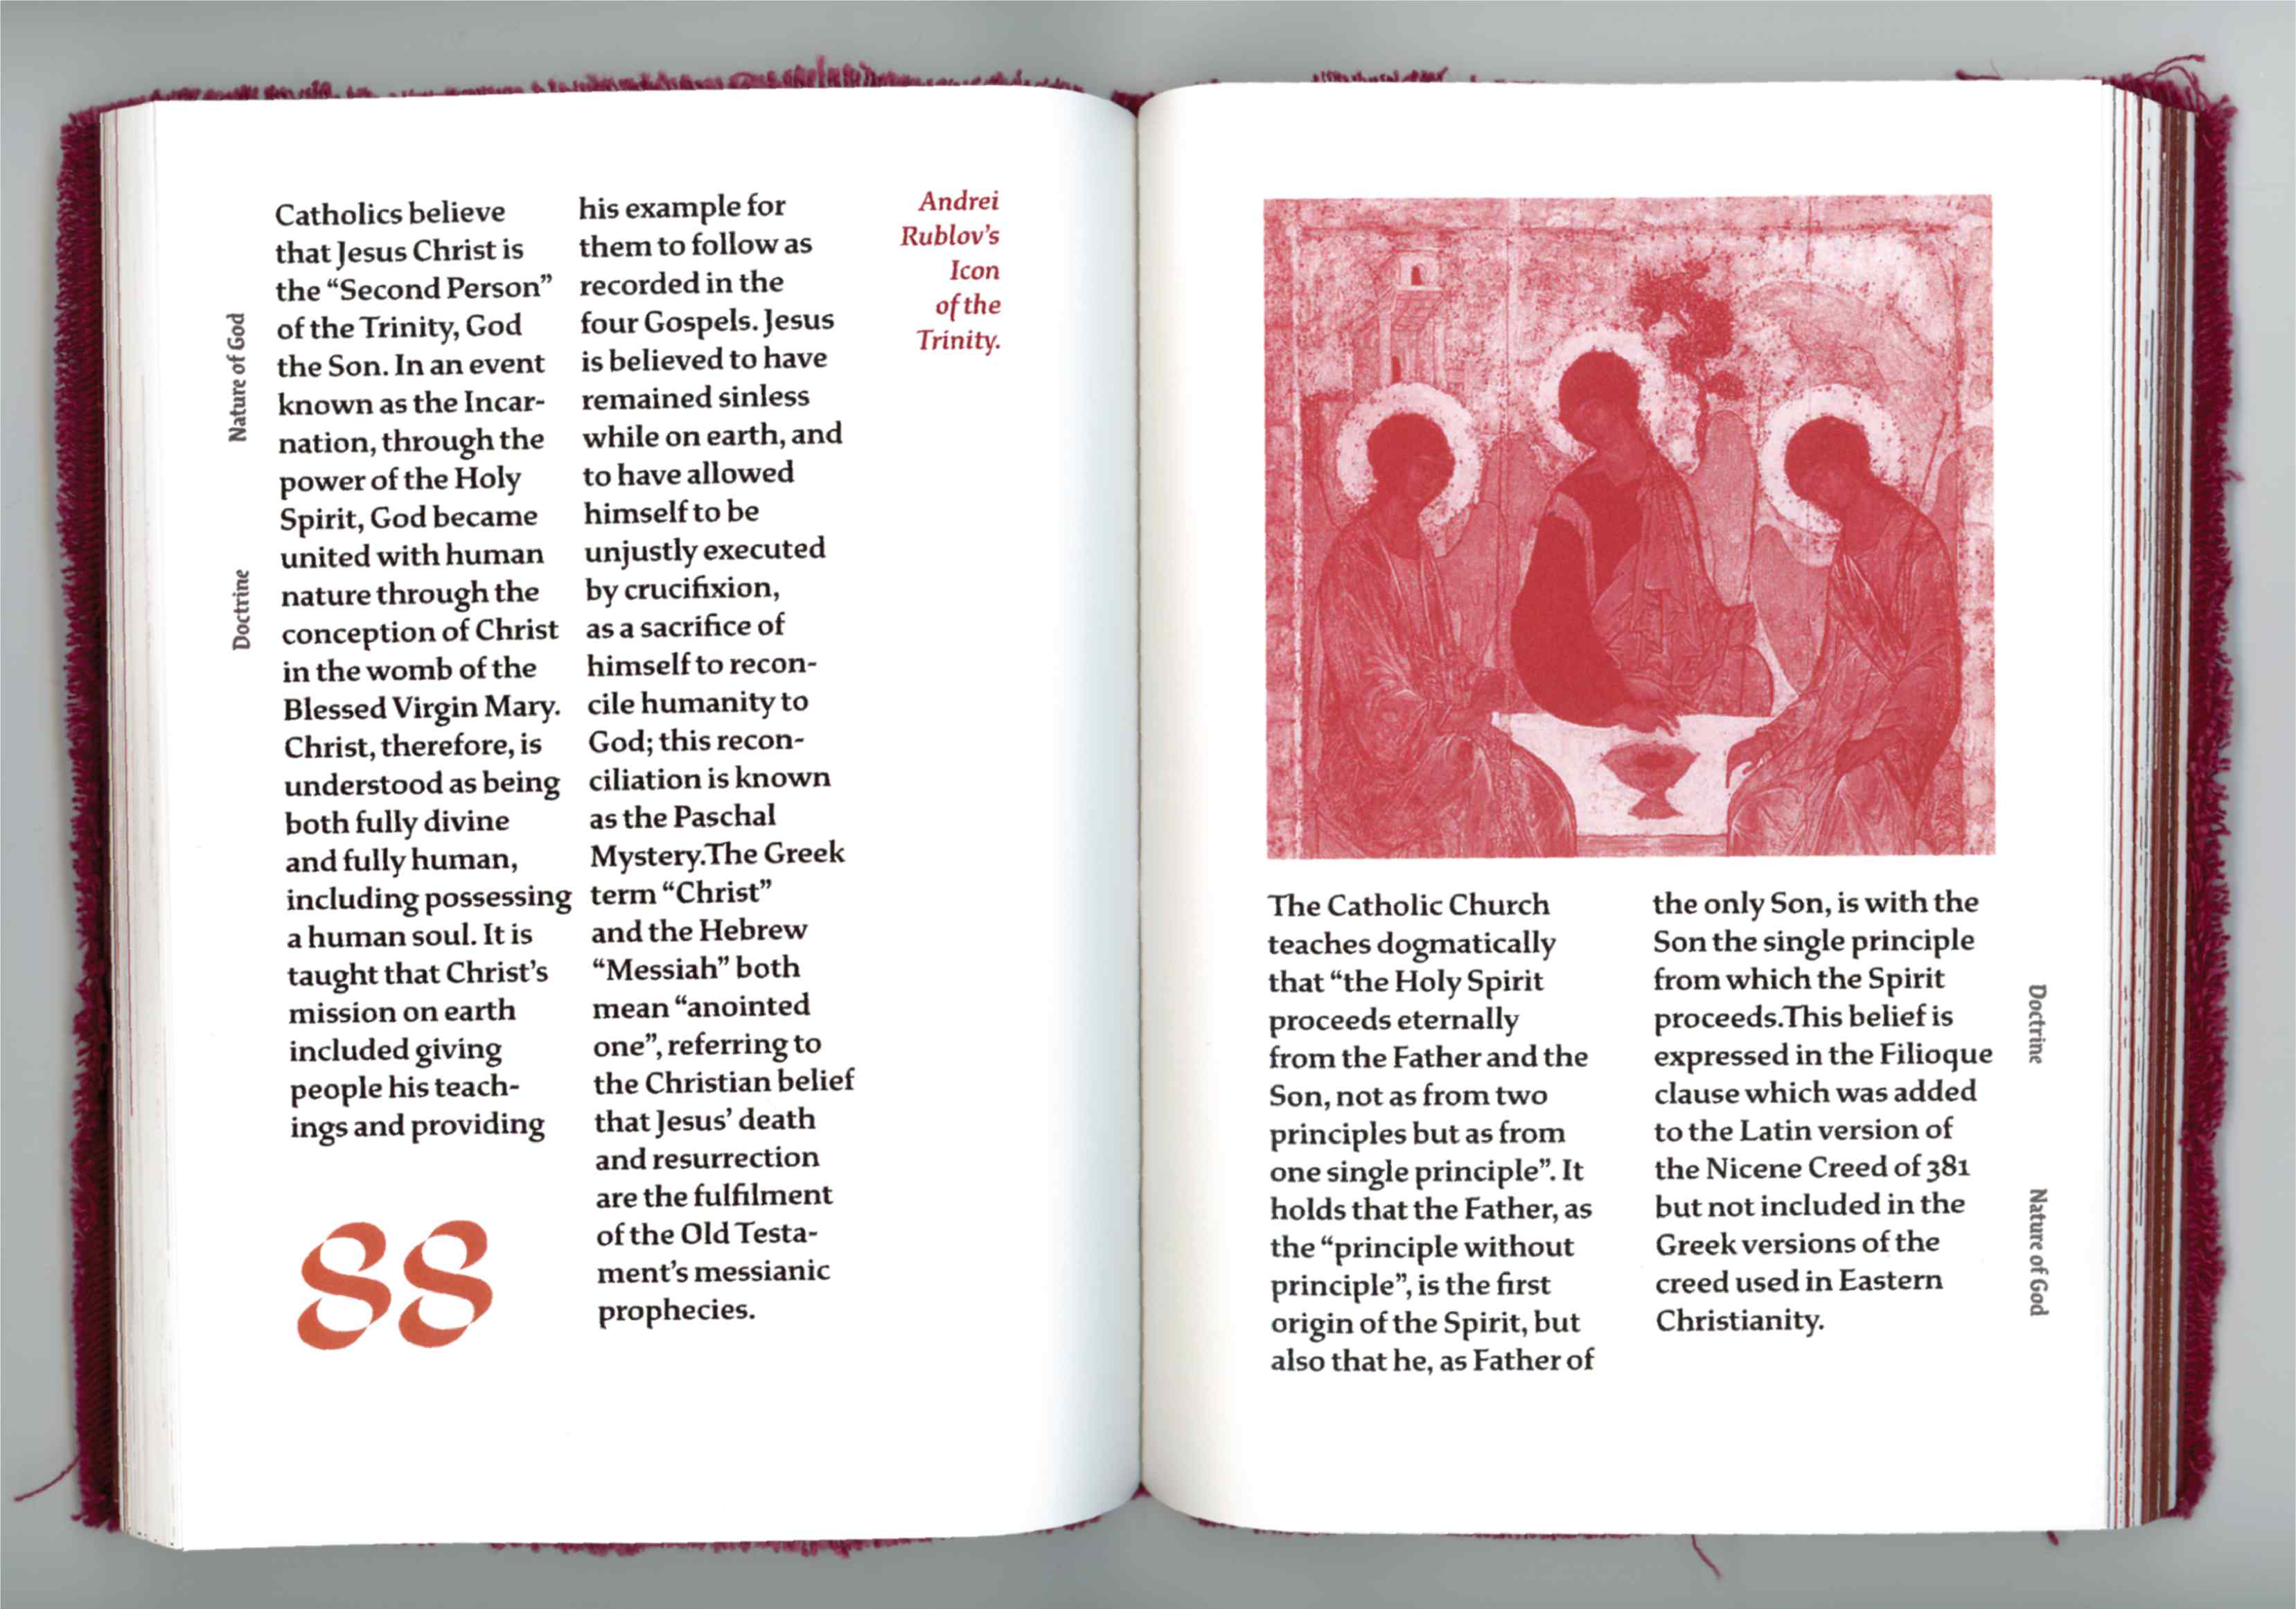 Nature of God
Doctrine
Catholics believe
that Jesus Christ is
the “Second Person”
of the Trinity, God
the Son. In an event
known as the Incar-
nation, through the
power of the Holy
Spirit, God became
united with human
nature through the
conception of Christ
in the womb of the
Blessed Virgin Mary.
Christ, therefore, is
understood as being
both fully divine
and fully human,
including possessing
a human soul. It is
taught that Christ’s
mission on earth
included giving
people his teach-
ings and providing
88
his example for
them to follow as
recorded in the
four Gospels. Jesus
is believed to have
remained sinless
while on earth, and
to have allowed
himself to be
unjustly executed
by crucifixion,
as a sacrifice of
himself to recon-
cile humanity to
God; this recon-
ciliation is known
as the Paschal
Mystery.The Greek
term “Christ”
and the Hebrew
“Messiah” both
mean “anointed
one”, referring to
the Christian belief
that Jesus’ death
and resurrection
are the fulfilment
of the Old Testa-
ment’s messianic
prophecies.
Andrei
Rublov’s
Icon
of the
Trinity.
The Catholic Church
teaches dogmatically
that “the Holy Spirit
proceeds eternally
from the Father and the
Son, not as from two
principles but as from
one single principle”. It
holds that the Father, as
the “principle without
principle”, is the first
origin of the Spirit, but
also that he, as Father of
the only Son, is with the
Son the single principle
from which the Spirit
proceeds.This belief is
expressed in the Filioque
clause which was added
to the Latin version of
the Nicene Creed of 381
but not included in the
Greek versions of the
creed used in Eastern
Christianity.
Doctrine
Nature of God